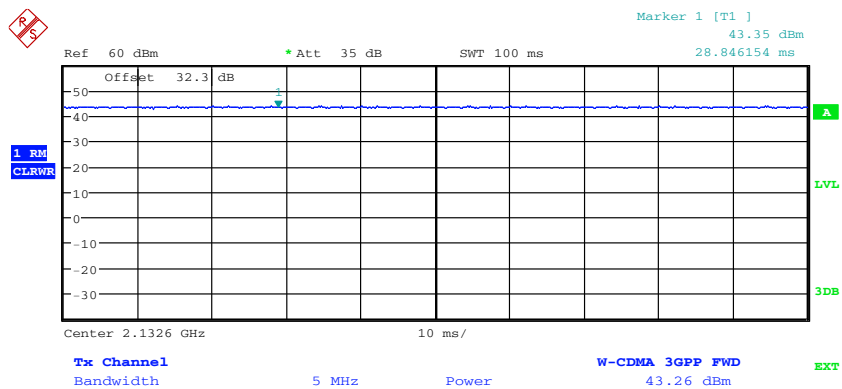 R
S
Marker 1 [T1 ]
43.35 dBm
Ref 60 dBm * Att 35 dB SWT 100 ms 28.846154 ms
Offset 32.3 dB
50
1
40
A
30
1 RM
CLRWR
20
LVL
10
0
-10
-20
-30
3DB
Center 2.1326 GHz 10 ms/
Tx Channel W-CDMA 3GPP FWD
EXT
Bandwidth 5 MHz Power 43.26 dBm